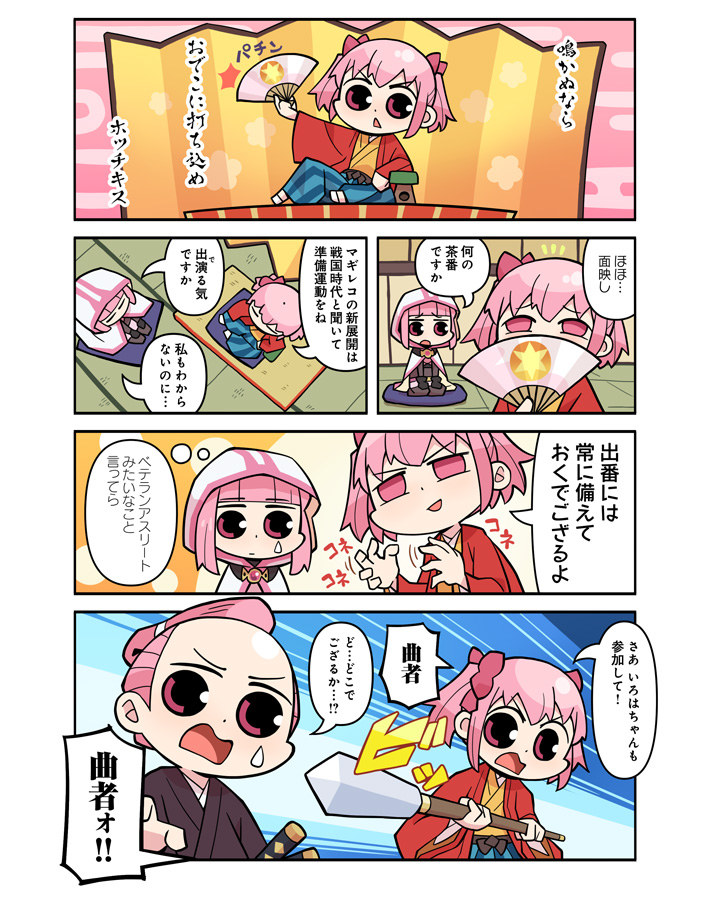 鳴かぬなら
おでこに打ち込め
ホッチキス
パチン
ほほ…
面映し
何の
茶番
ですか
マギレコの新展開は
戦国時代と聞いて
準備運動をね
出演る気
で
ですか
私もわから
ないのに…
出番には
常に備えて
おくでござるよ
コネ
コネ
コネ
ベテランアスリート
みたいなこと
言ってら
さあ いろはちゃんも
参加して!
曲者
ビッ
ど…どこで
ござるか…!?
曲者ォ!!